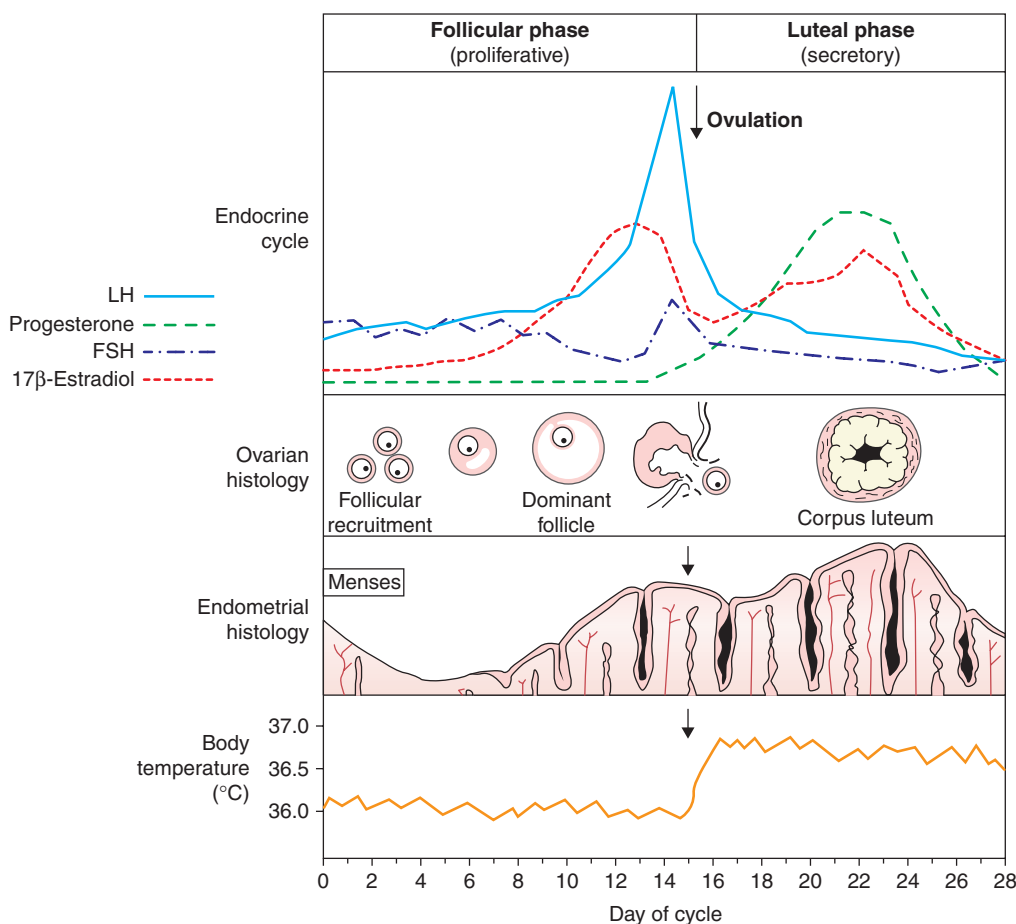 Follicular phase
(proliferative)
Luteal phase
(secretory)
Ovulation
Endocrine
cycle
LH
Progesterone
FSH
17β-Estradiol
Ovarian
histology
Follicular
recruitment
Dominant
follicle
Corpus luteum
Menses
Endometrial
histology
Body
temperature
(°C)
37.0
36.5
36.0
0 2 4 6 8 10 12 14 16 18 20 22 24 26 28
Day of cycle